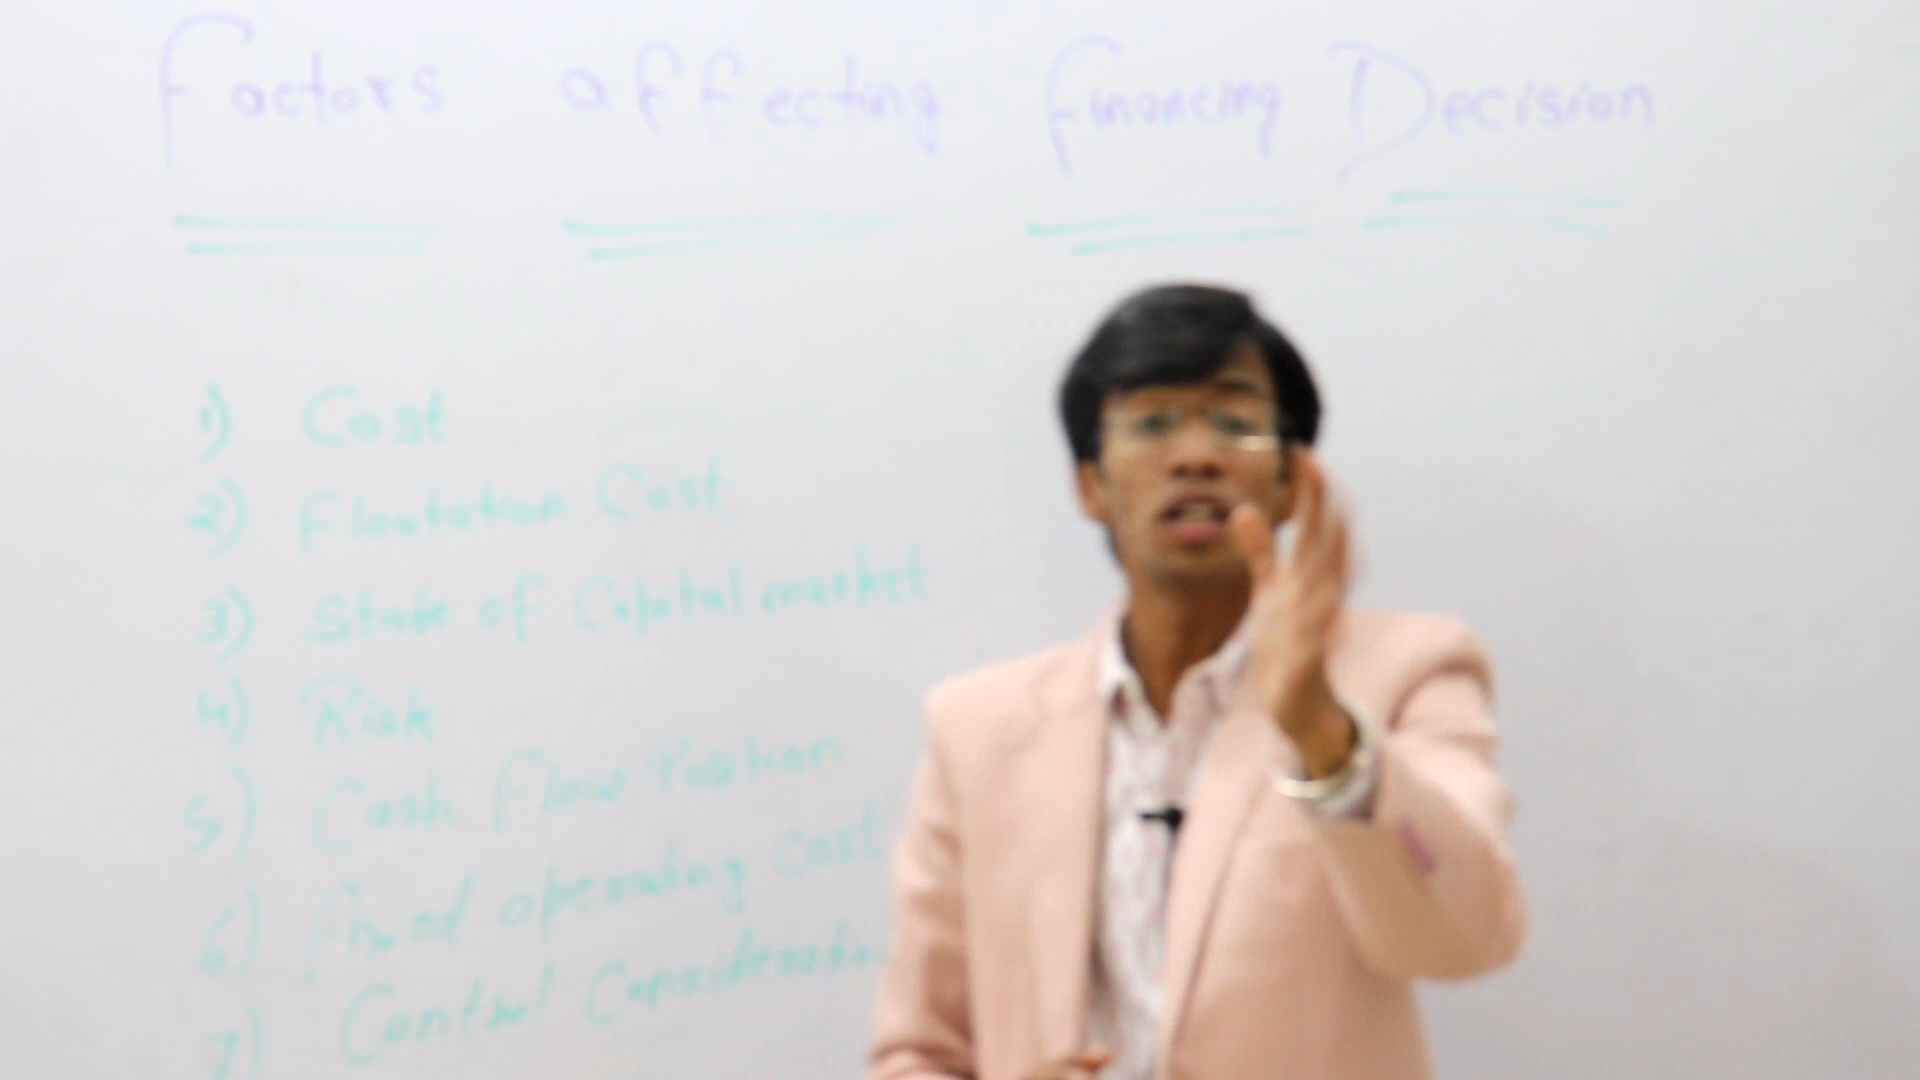 Factors affecting Financing Decision
1) Cost
2) Floatation Cost
3) State of Capital market
4) Risk
5) Cash flow Position
6) fixed operating cost
7) Control